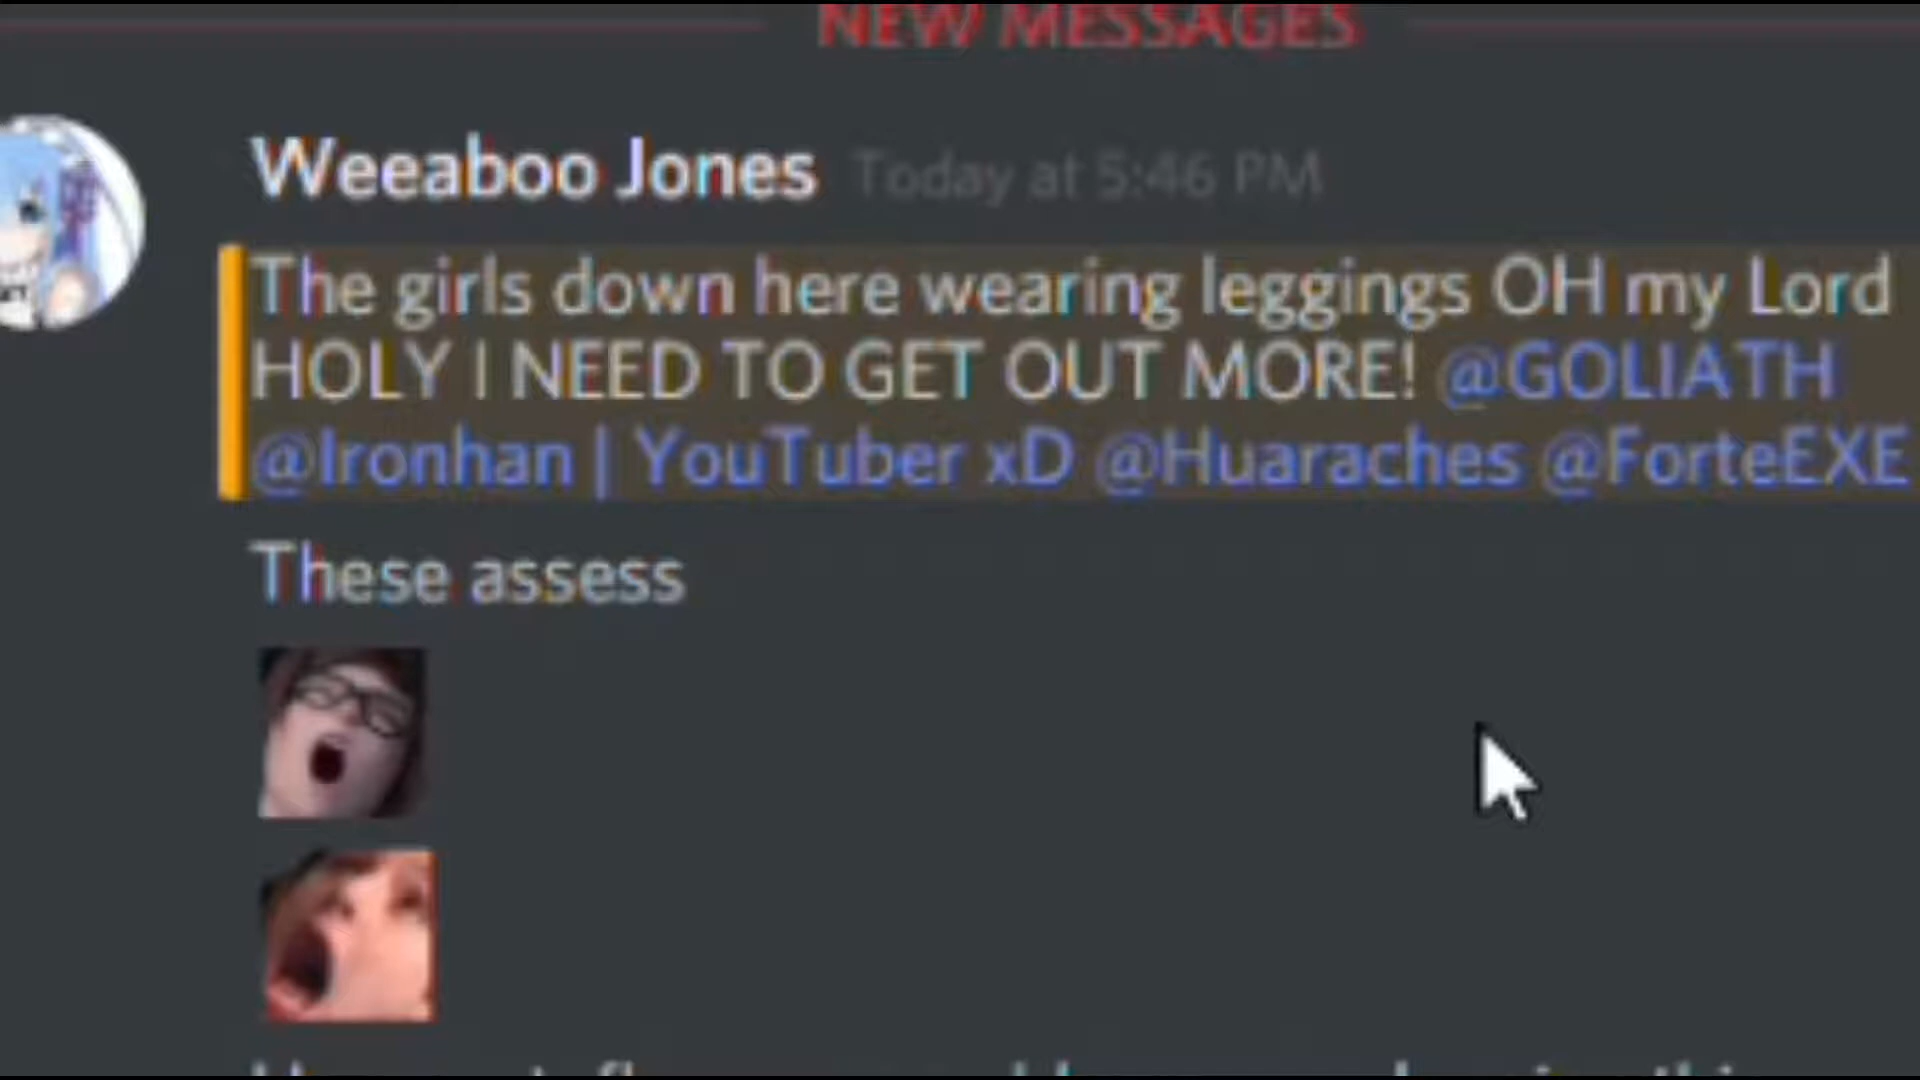 NEW MESSAGES
Weeaboo Jones Today at 5:46 PM
The girls down here wearing leggings OH my Lord
HOLY I NEED TO GET OUT MORE! @GOLIATH
@Ironhan | YouTuber xD @Huaraches @ForteEXE
These assess